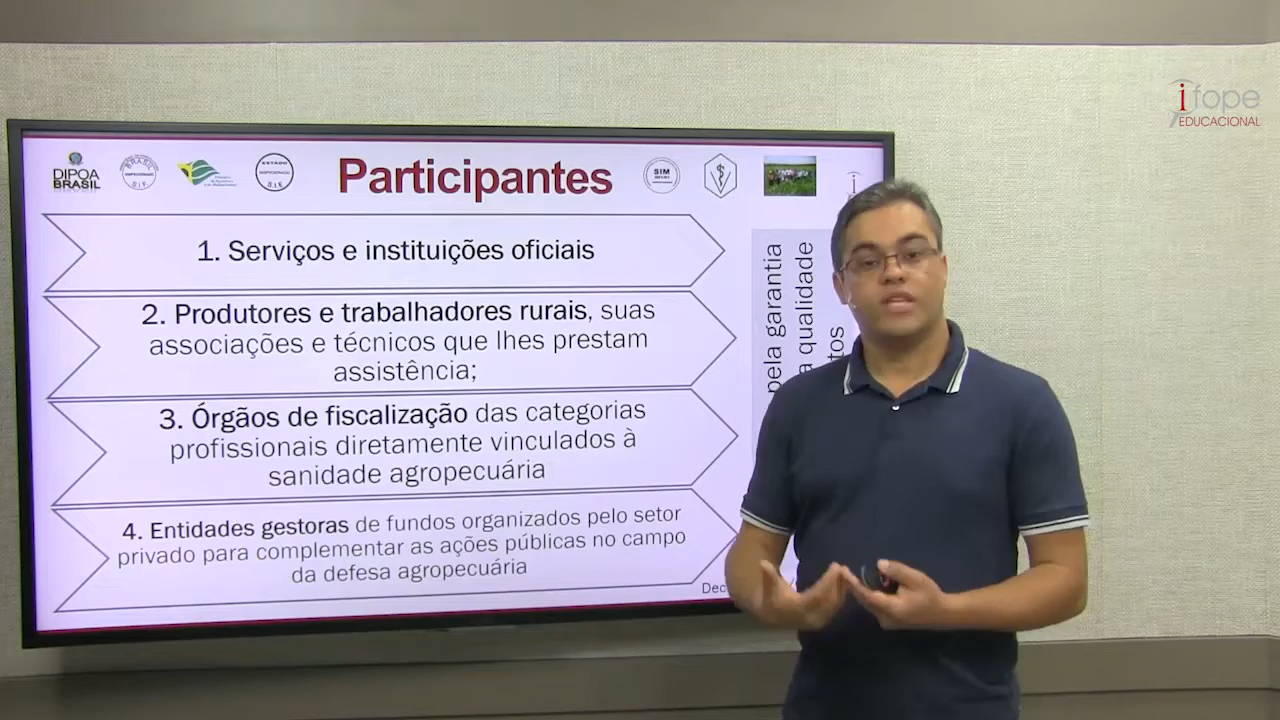 ifope
EDUCACIONAL
DIPOA
BRASIL
BRASIL
INSPECIONADO
S.I.F.
ESTADO
INSPECIONADO
S.I.E
Participantes
SIM
1. Serviços e instituições oficiais
2. Produtores e trabalhadores rurais, suas
associações e técnicos que lhes prestam
assistência;
3. Órgãos de fiscalização das categorias
profissionais diretamente vinculados à
sanidade agropecuária
4. Entidades gestoras de fundos organizados pelo setor
privado para complementar as ações públicas no campo
da defesa agropecuária
pela garantia
a qualidade
tos
Dec